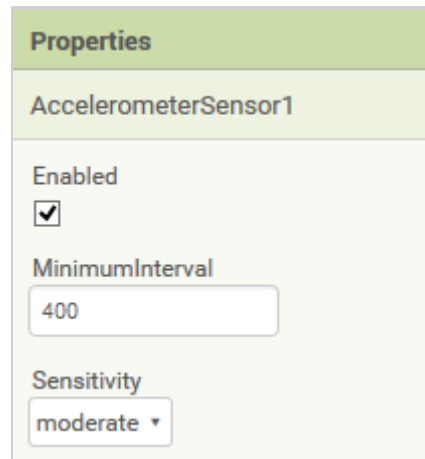 Properties
AccelerometerSensor1
Enabled
MinimumInterval
400
Sensitivity
moderate